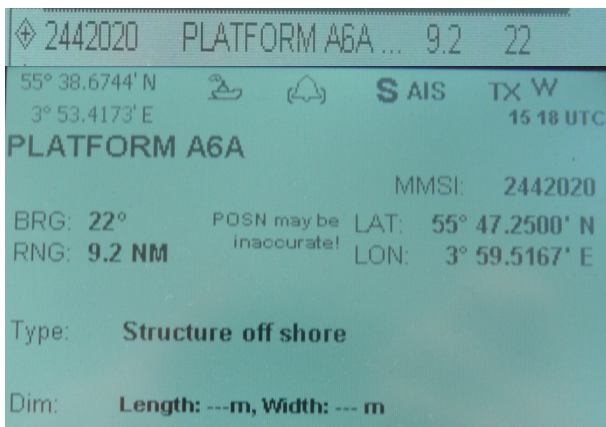 2442020 PLATFORM A6A ... 9.2 22
55° 38.6744' N S AIS TX W
3° 53.4173' E 15 18 UTC
PLATFORM A6A
MMSI: 2442020
BRG: 22° POSN may be LAT: 55° 47.2500' N
RNG: 9.2 NM inaccurate! LON: 3° 59.5167' E
Type: Structure off shore
Dim: Length: ---m, Width: --- m